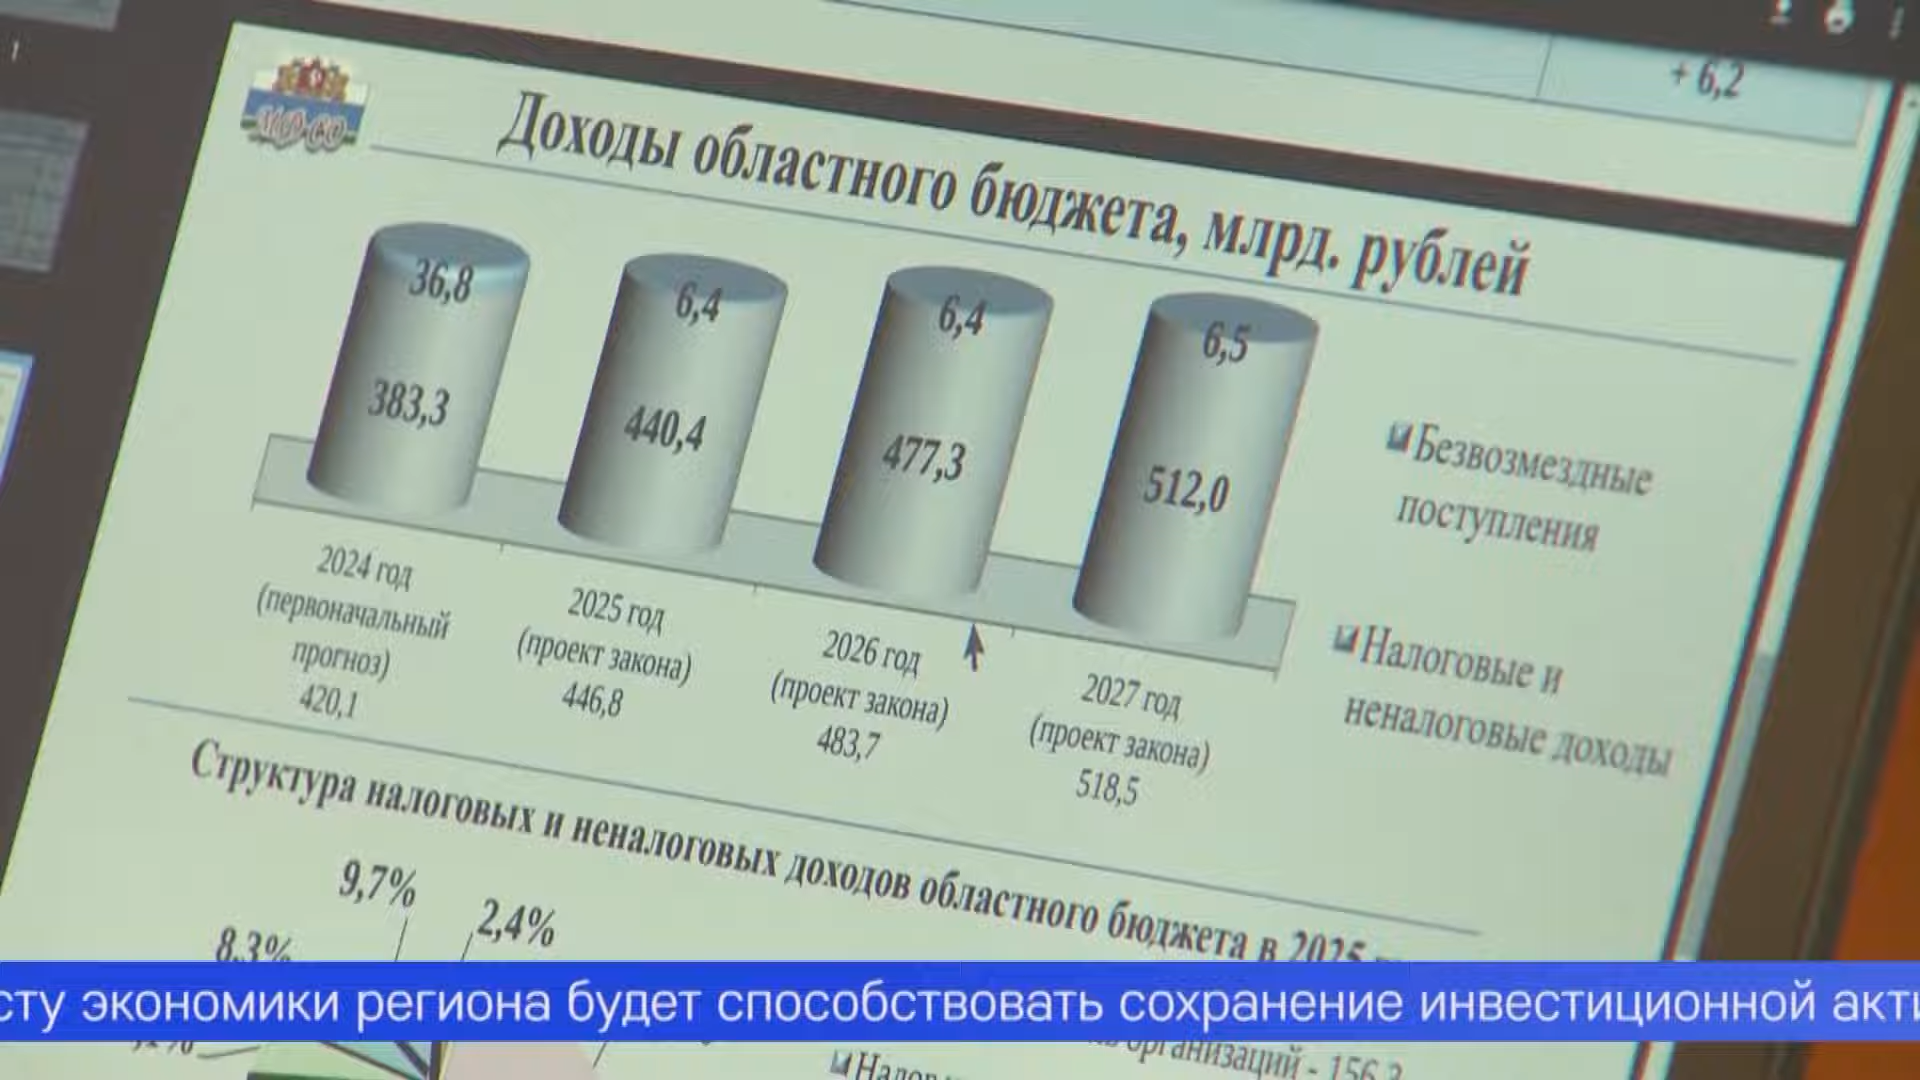 1
+ 6,2
Доходы областного бюджета, млрд. рублей
36,8
6,4
6,4
6,5
383,3
440,4
477,3
512,0
Безвозмездные
поступления
Налоговые и
неналоговые доходы
2024 год
(первоначальный
прогноз)
420,1
2025 год
(проект закона)
446,8
2026 год
(проект закона)
483,7
2027 год
(проект закона)
518,5
Структура налоговых и неналоговых доходов областного бюджета в 2025
9,7%
2,4%
8,3%
сту экономики региона будет способствовать сохранение инвестиционной акти
организаций - 156,